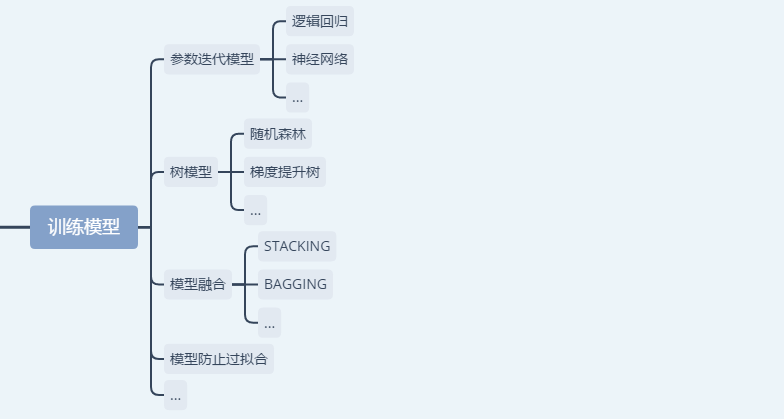 逻辑回归
参数迭代模型
神经网络
...
随机森林
树模型
梯度提升树
...
训练模型
STACKING
模型融合
BAGGING
...
模型防止过拟合
...